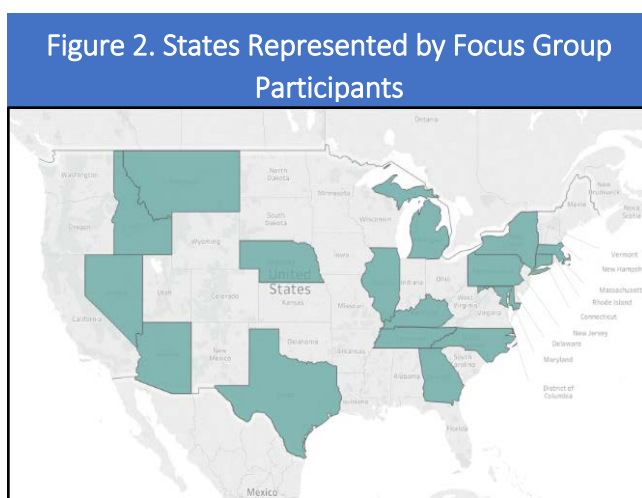 Figure 2. States Represented by Focus Group
Participants
Ontario
Washington
North
Dakota
Minnesota
New
Brunswick
Maine
Nova
Scotia
Oregon
South
Dakota
Wisconsin
Wyoming
Iowa
Vermont
New Hampsh
Massachusett
Rhode Island
Connecticut
New Jersey
Delaware
Maryland
District of
Columbia
United
States
Utah
Colorado
Kansas
Missouri
Indiana
Ohio
West
Virginia
Virginia
California
New
Mexico
Oklahoma
Arkansas
South
Carolina
Alabama
Louisiana
Florida
Mexico